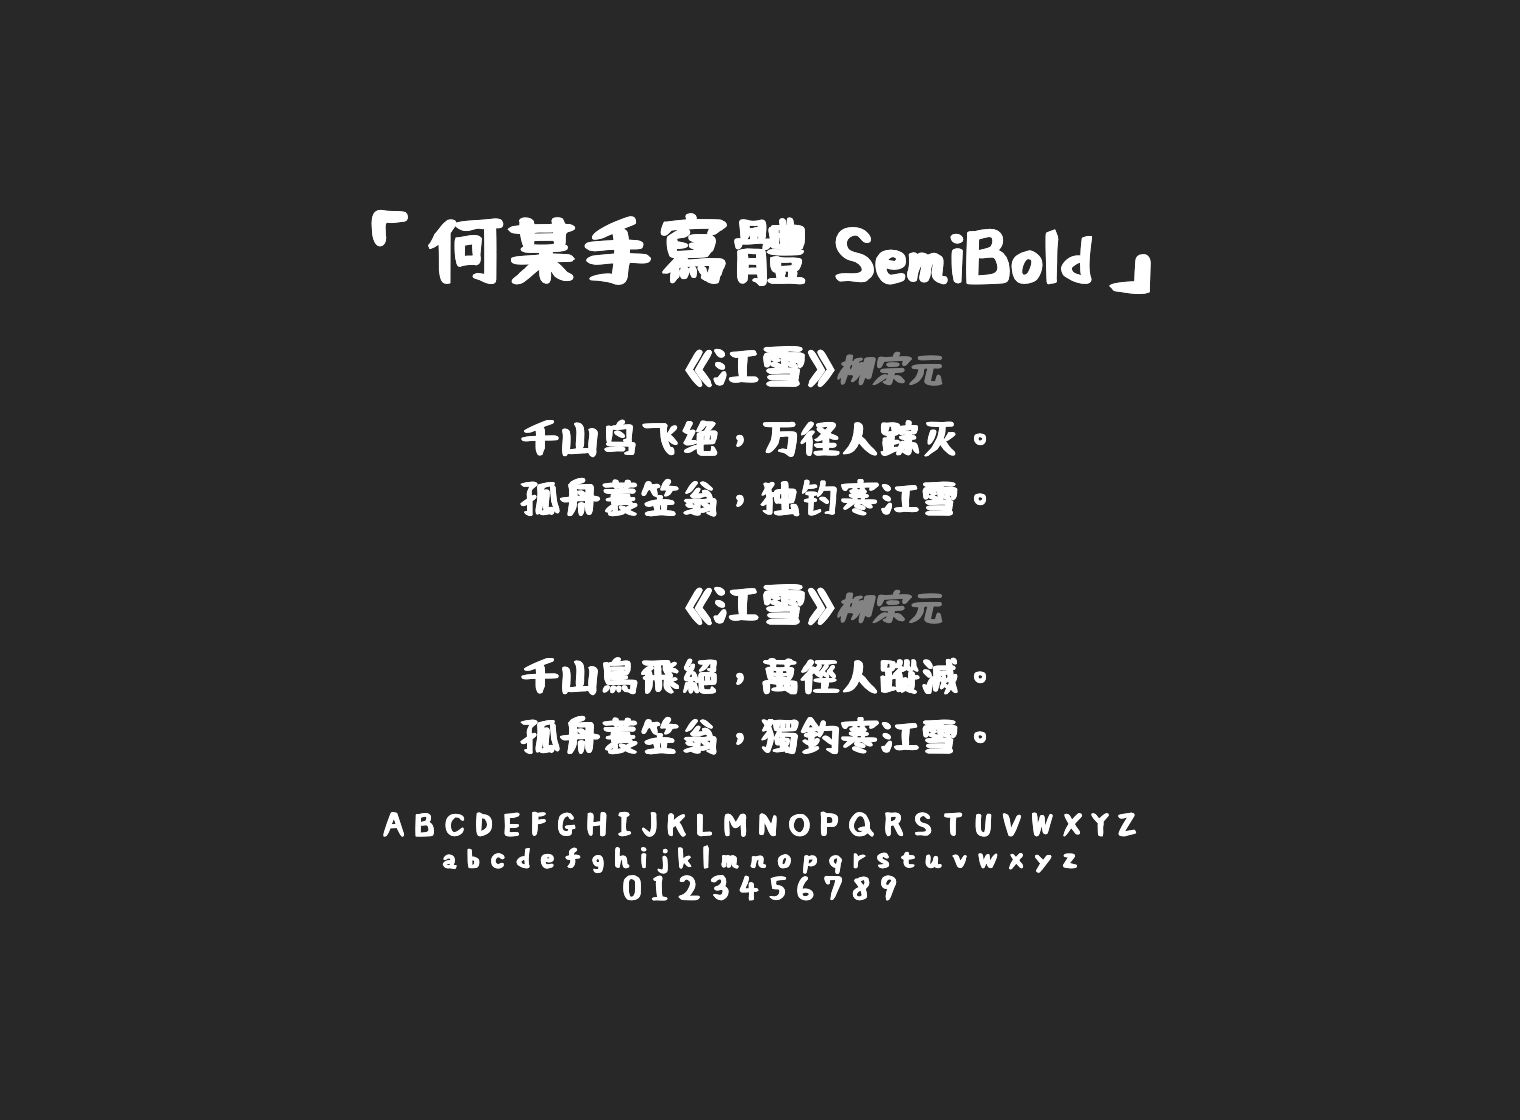 「何某手寫體 SemiBold」
《江雪》柳宗元
千山鸟飞绝，万径人踪灭。
孤舟蓑笠翁，独钓寒江雪。
《江雪》柳宗元
千山鳥飛絕，萬徑人蹤滅。
孤舟蓑笠翁，獨釣寒江雪。
A B C D E F G H I J K L M N O P Q R S T U V W X Y Z
a b c d e f g h i j k l m n o p q r s t u v w x y z
0 1 2 3 4 5 6 7 8 9